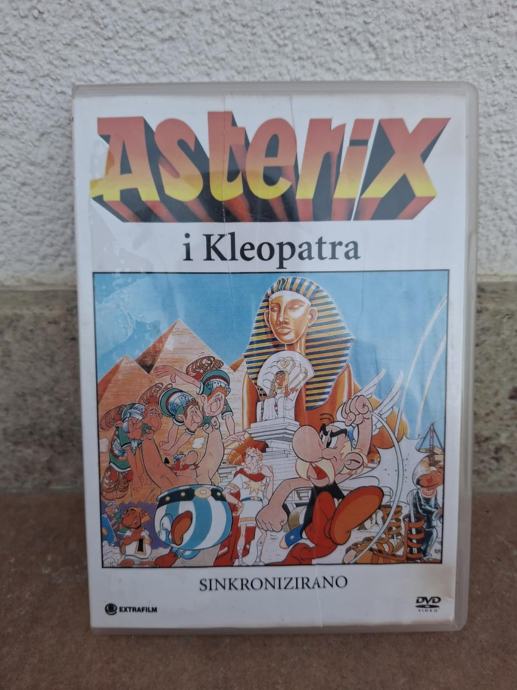 Asterix
i Kleopatra
SINKRONIZIRANO
EXTRAFILM
DVD
VIDEO